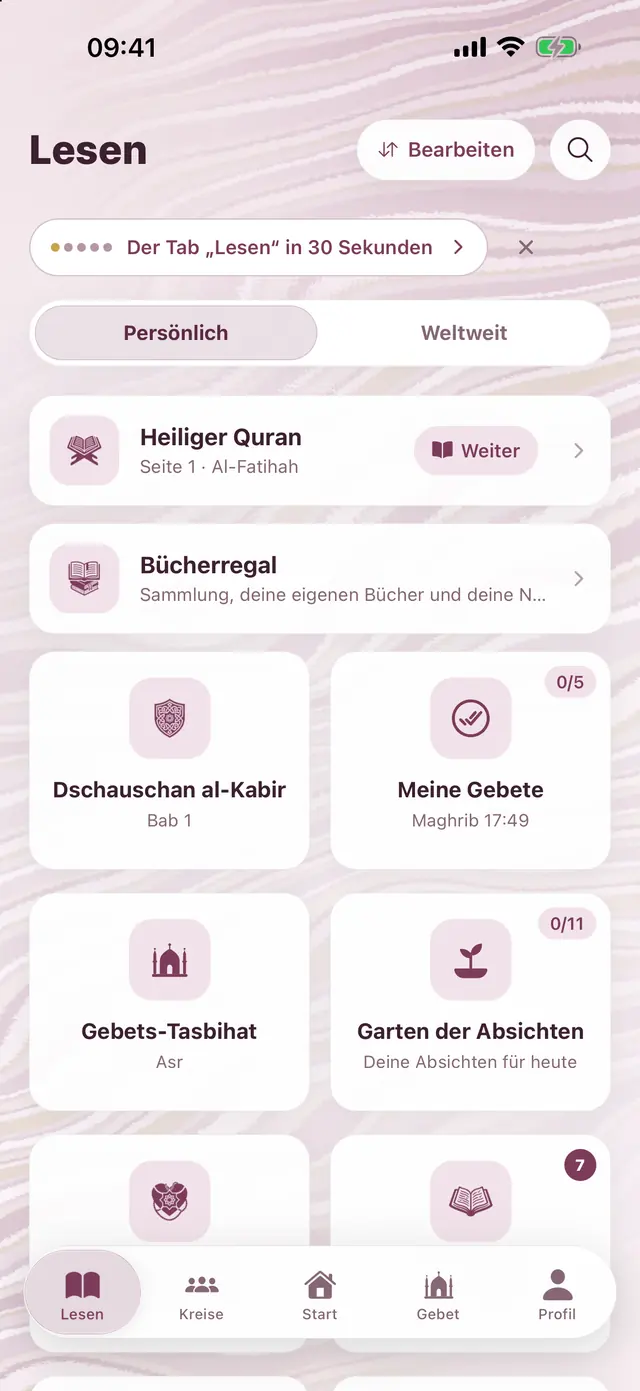 09:41
Lesen
Bearbeiten
Der Tab „Lesen“ in 30 Sekunden
Persönlich
Weltweit
Heiliger Quran
Seite 1 · Al-Fatihah
Weiter
Bücherregal
Sammlung, deine eigenen Bücher und deine N...
Dschauschan al-Kabir
Bab 1
0/5
Meine Gebete
Maghrib 17:49
Gebets-Tasbihat
Asr
0/11
Garten der Absichten
Deine Absichten für heute
7
Lesen
Kreise
Start
Gebet
Profil